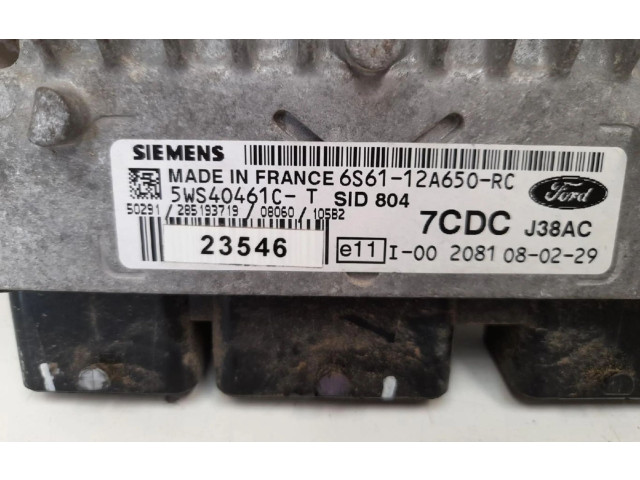 SIEMENS
MADE IN FRANCE 6S61-12A650-RC
5WS40461C-T SID 804
Ford
50291 / 285193719 / 08060 / 10582
7CDC J38AC
23546
e11 I-00 2081 08-02-29